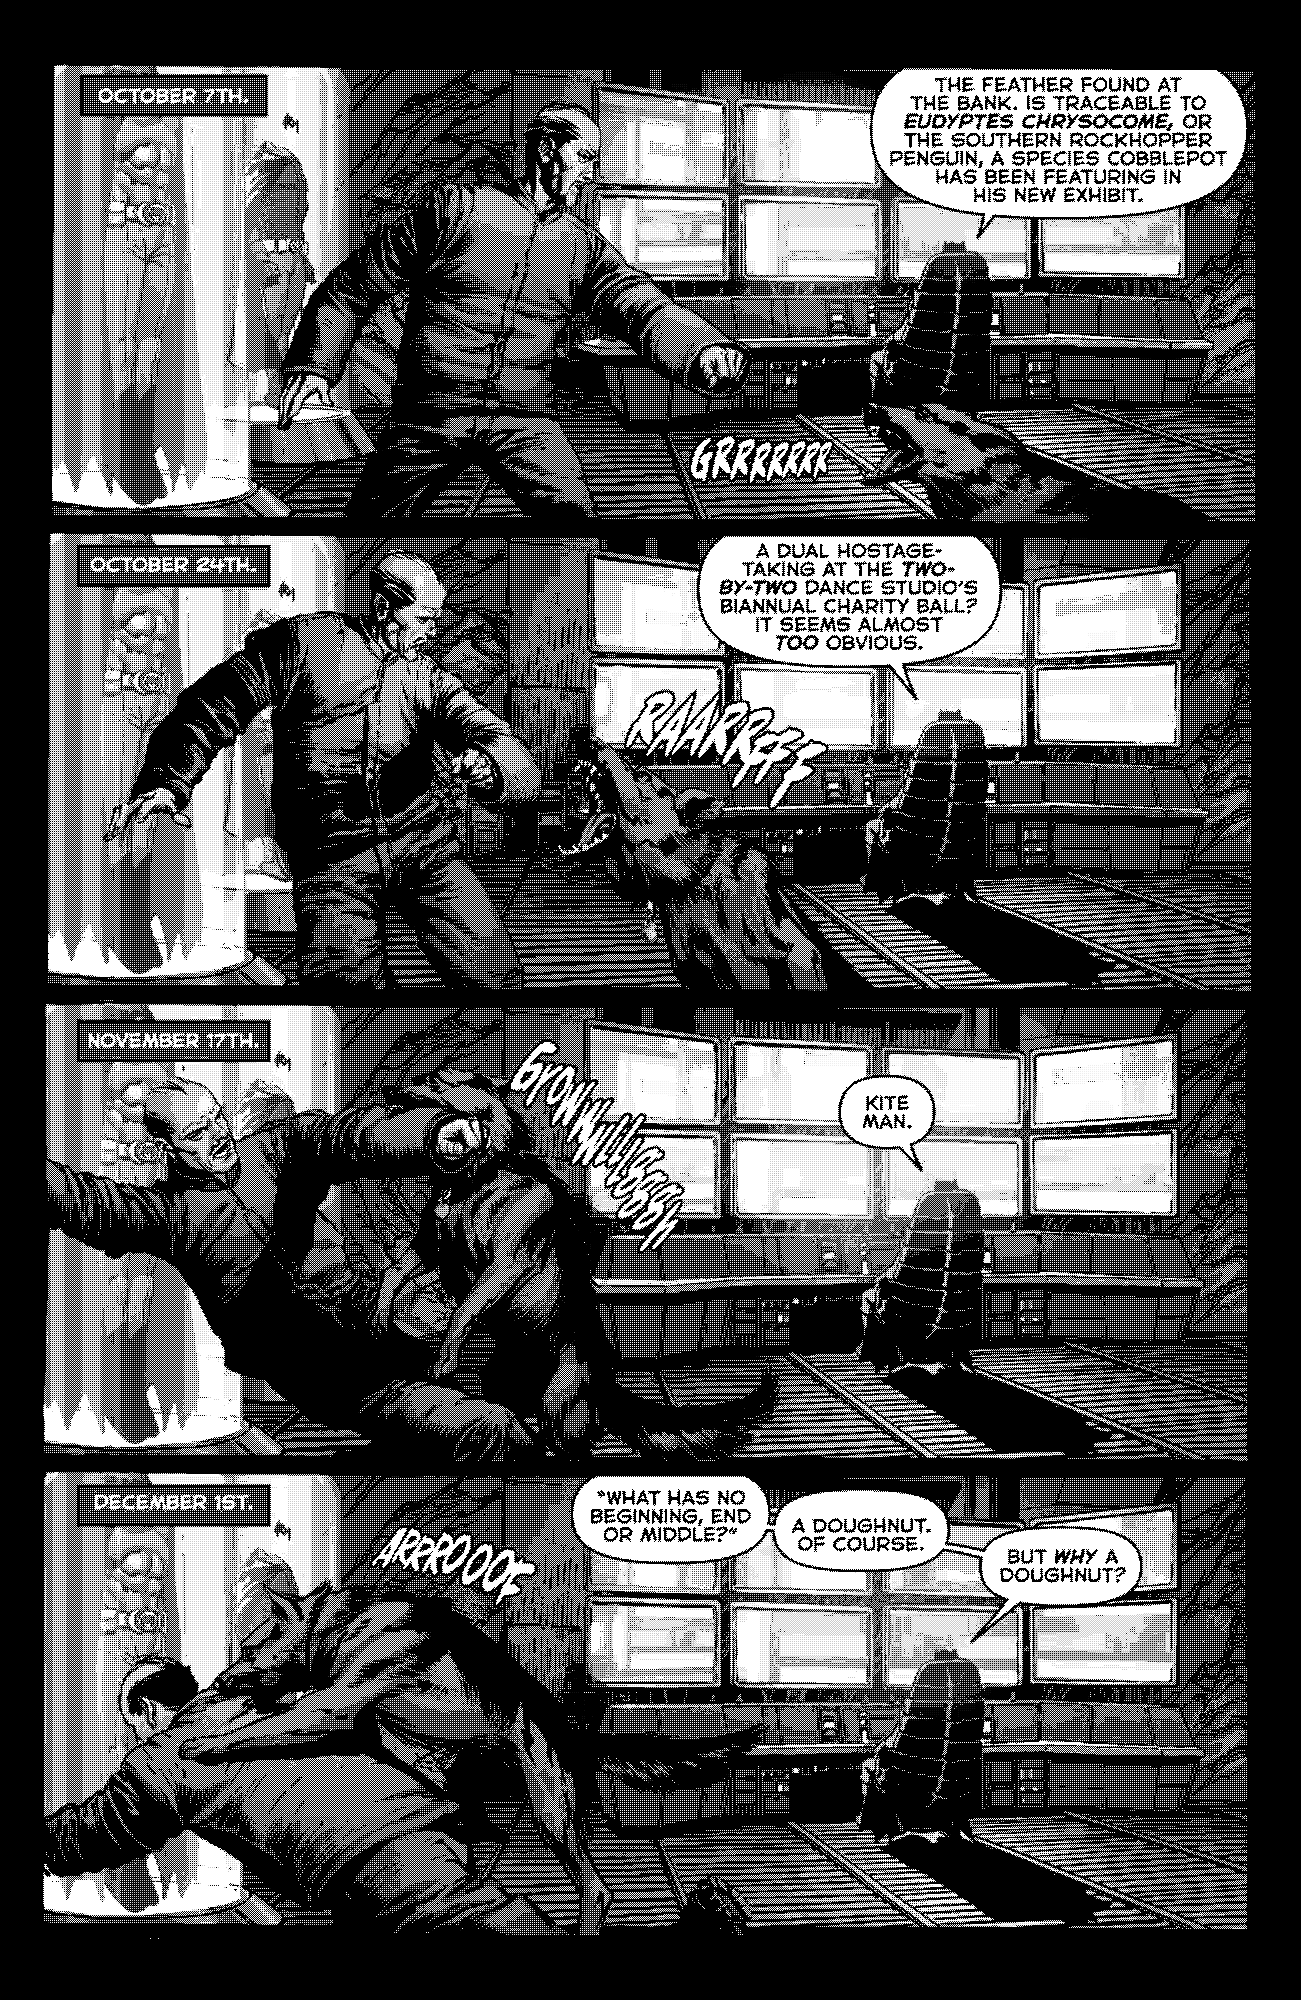 OCTOBER 7TH.
THE FEATHER FOUND AT
THE BANK. IS TRACEABLE TO
EUDYPTES CHRYSOCOME, OR
THE SOUTHERN ROCKHOPPER
PENGUIN, A SPECIES COBBLEPOT
HAS BEEN FEATURING IN
HIS NEW EXHIBIT.
GRRRRRRR
OCTOBER 24TH.
A DUAL HOSTAGE-
TAKING AT THE TWO-
BY-TWO DANCE STUDIO'S
BIANNUAL CHARITY BALL?
IT SEEMS ALMOST
TOO OBVIOUS.
NOVEMBER 17TH.
KITE
MAN.
DECEMBER 1ST.
"WHAT HAS NO
BEGINNING, END
OR MIDDLE?"
A DOUGHNUT.
OF COURSE.
BUT WHY A
DOUGHNUT?
ARRROOOF